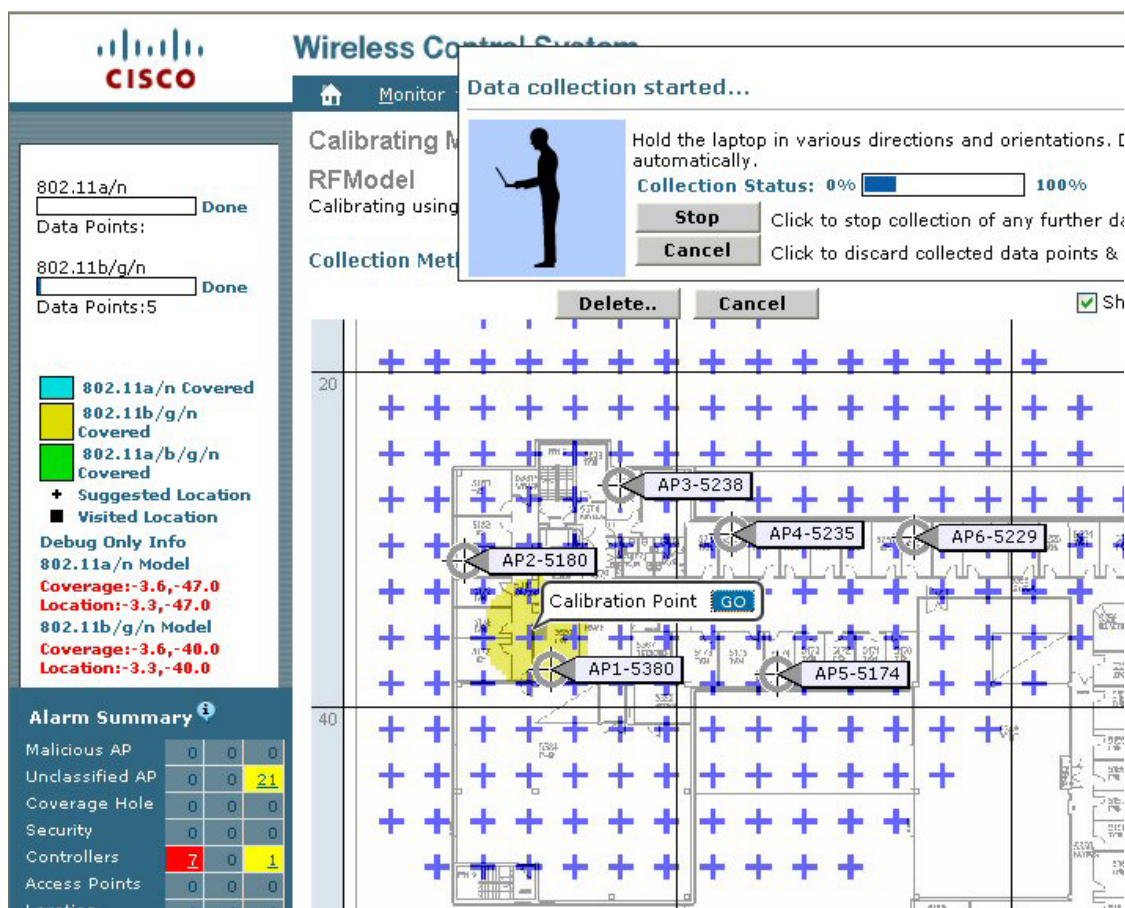 CISCO
Wireless Control System
Monitor
Data collection started...
Hold the laptop in various directions and orientations. D
automatically.
Collection Status: 0% 100%
Stop Click to stop collection of any further da
Cancel Click to discard collected data points &
Calibrating M
RFModel
Calibrating using
Collection Met
Delete.. Cancel
Sh
802.11a/n
Done
Data Points:
802.11b/g/n
Done
Data Points:5
802.11a/n Covered
802.11b/g/n
Covered
802.11a/b/g/n
Covered
Suggested Location
Visited Location
Debug Only Info
802.11a/n Model
Coverage:-3.6,-47.0
Location:-3.3,-47.0
802.11b/g/n Model
Coverage:-3.6,-40.0
Location:-3.3,-40.0
Alarm Summary i
Malicious AP 0 0 0
Unclassified AP 0 0 21
Coverage Hole 0 0 0
Security 0 0 0
Controllers 7 0 1
Access Points 0 0 0
20
AP3-5238
AP4-5235
AP6-5229
AP2-5180
Calibration Point GO
AP1-5380
AP5-5174
40